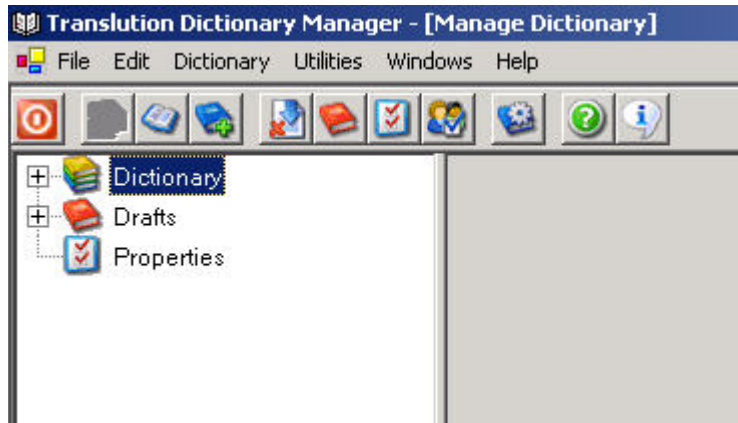 Translution Dictionary Manager - [Manage Dictionary]
File Edit Dictionary Utilities Windows Help
Dictionary
Drafts
Properties